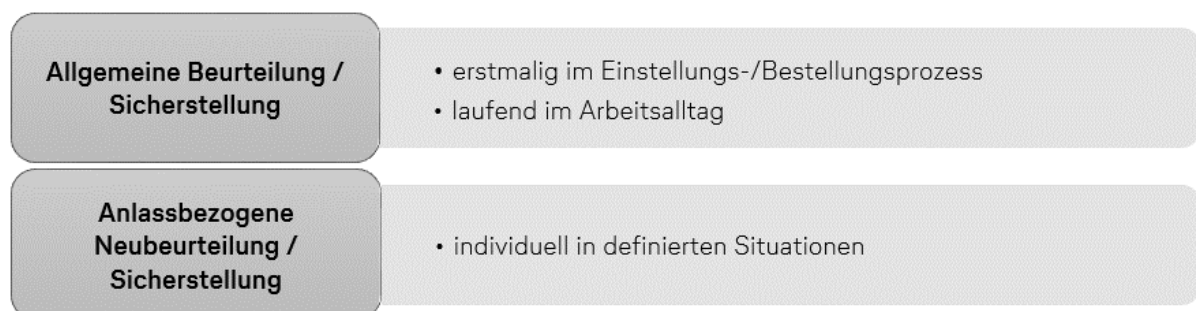 Allgemeine Beurteilung /
Sicherstellung
• erstmalig im Einstellungs-/Bestellungsprozess
• laufend im Arbeitsalltag
Anlassbezogene
Neubeurteilung /
Sicherstellung
• individuell in definierten Situationen